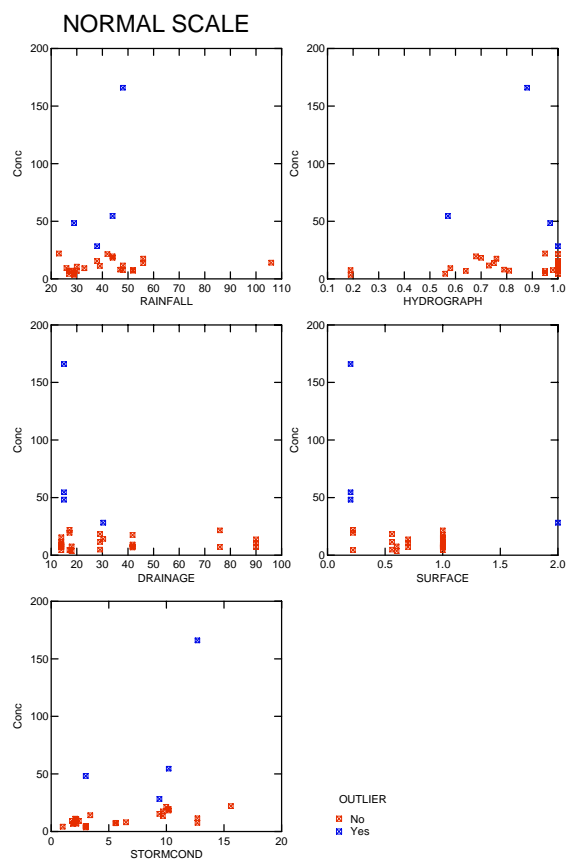 NORMAL SCALE
200
150
100
50
0
Conc
20 30 40 50 60 70 80 90 100 110
RAINFALL
200
150
100
50
0
Conc
0.1 0.2 0.3 0.4 0.5 0.6 0.7 0.8 0.9 1.0
HYDROGRAPH
200
150
100
50
0
Conc
10 20 30 40 50 60 70 80 90 100
DRAINAGE
200
150
100
50
0
Conc
0.0 0.5 1.0 1.5 2.0
SURFACE
200
150
100
50
0
Conc
0 5 10 15 20
STORMCOND
OUTLIER
No
Yes